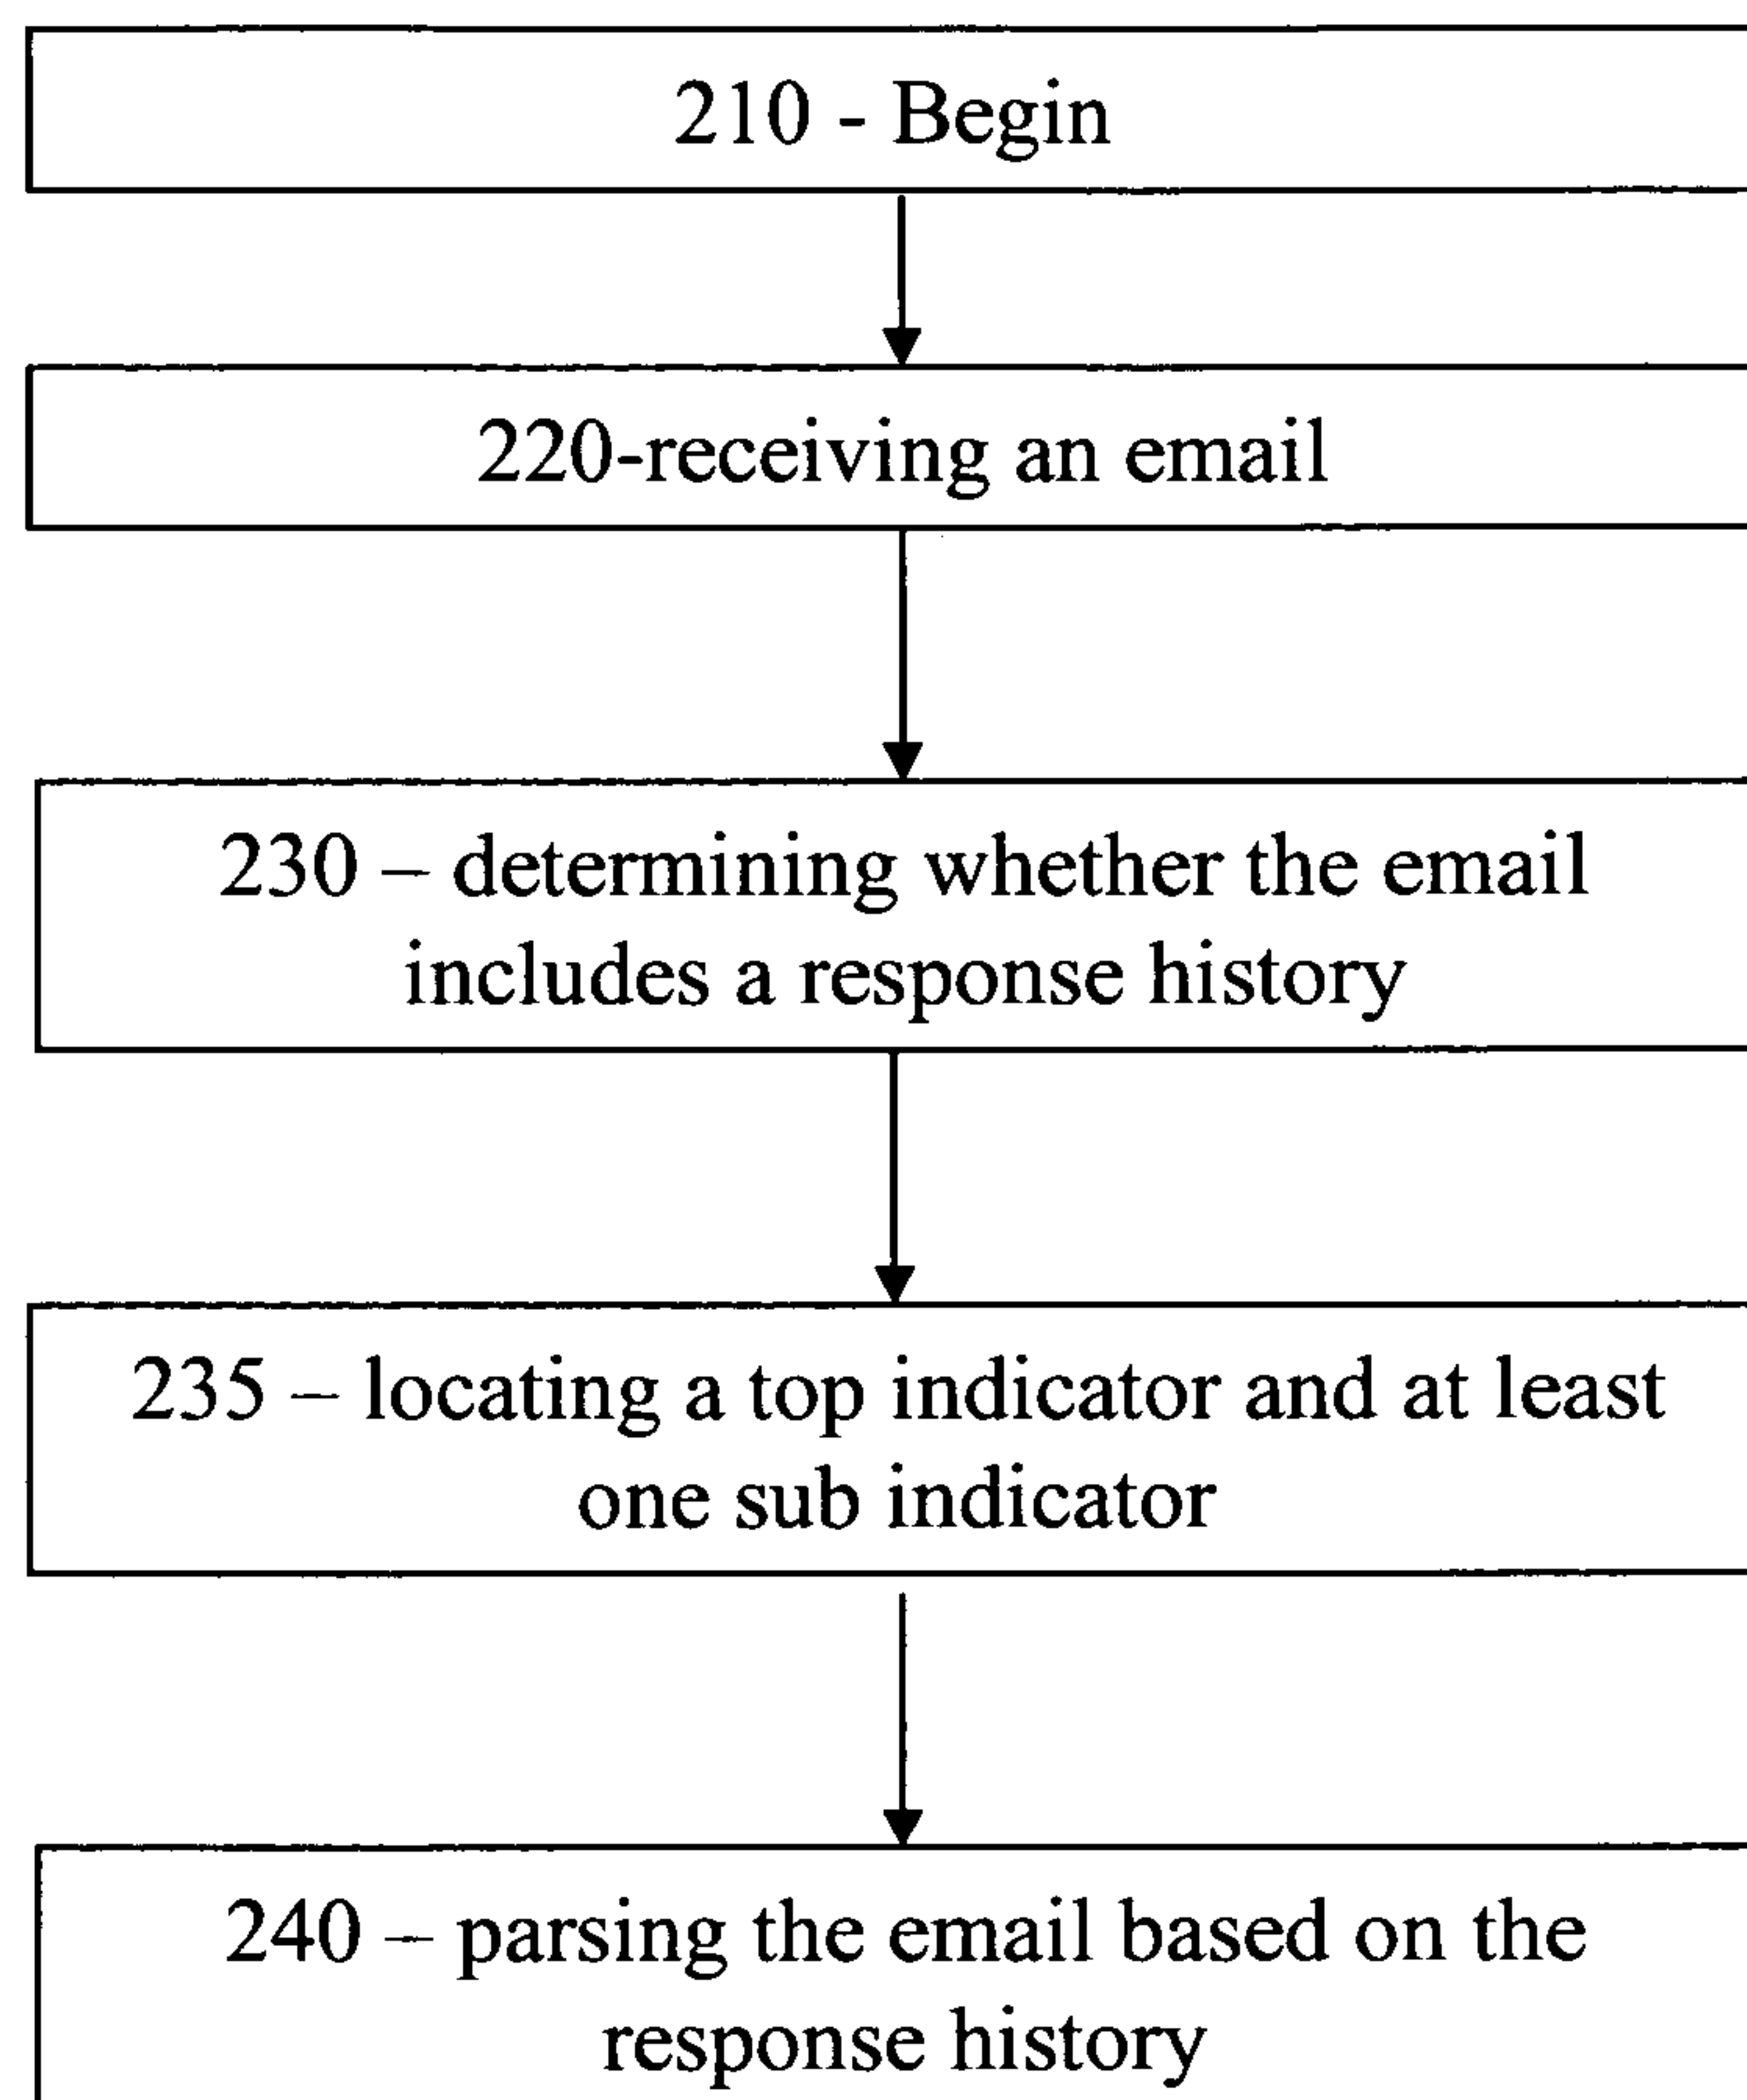 210 - Begin
220-receiving an email
230 – determining whether the email
includes a response history
235 – locating a top indicator and at least
one sub indicator
240 – parsing the email based on the
response history